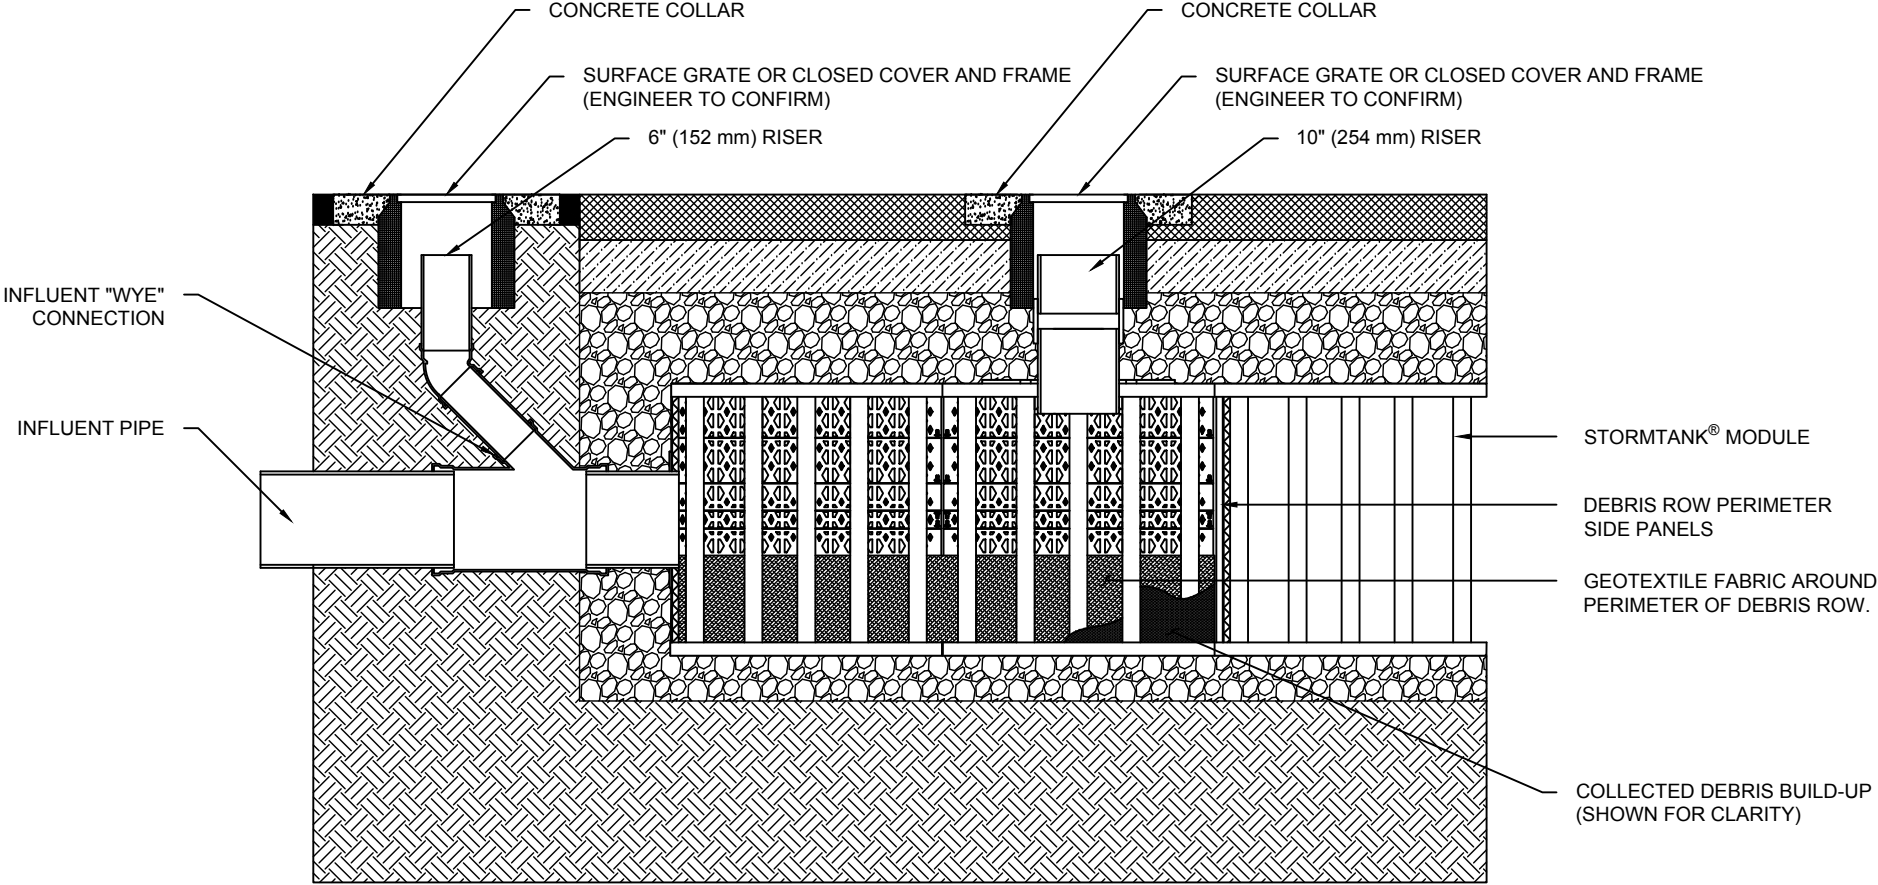 CONCRETE COLLAR
CONCRETE COLLAR
SURFACE GRATE OR CLOSED COVER AND FRAME
(ENGINEER TO CONFIRM)
SURFACE GRATE OR CLOSED COVER AND FRAME
(ENGINEER TO CONFIRM)
6" (152 mm) RISER
10" (254 mm) RISER
INFLUENT "WYE"
CONNECTION
INFLUENT PIPE
STORMTANK® MODULE
DEBRIS ROW PERIMETER
SIDE PANELS
GEOTEXTILE FABRIC AROUND
PERIMETER OF DEBRIS ROW.
COLLECTED DEBRIS BUILD-UP
(SHOWN FOR CLARITY)